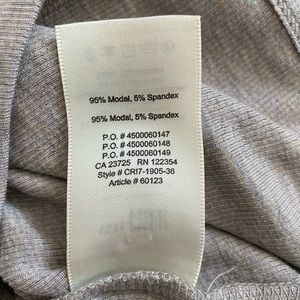 95% Modal, 5% Spandex
95% Modal, 5% Spandex
P.O. # 4500060147
P.O. # 4500060148
P.O. # 4500060149
CA 23725 RN 122354
Style # CRI7-1905-36
Article # 60123